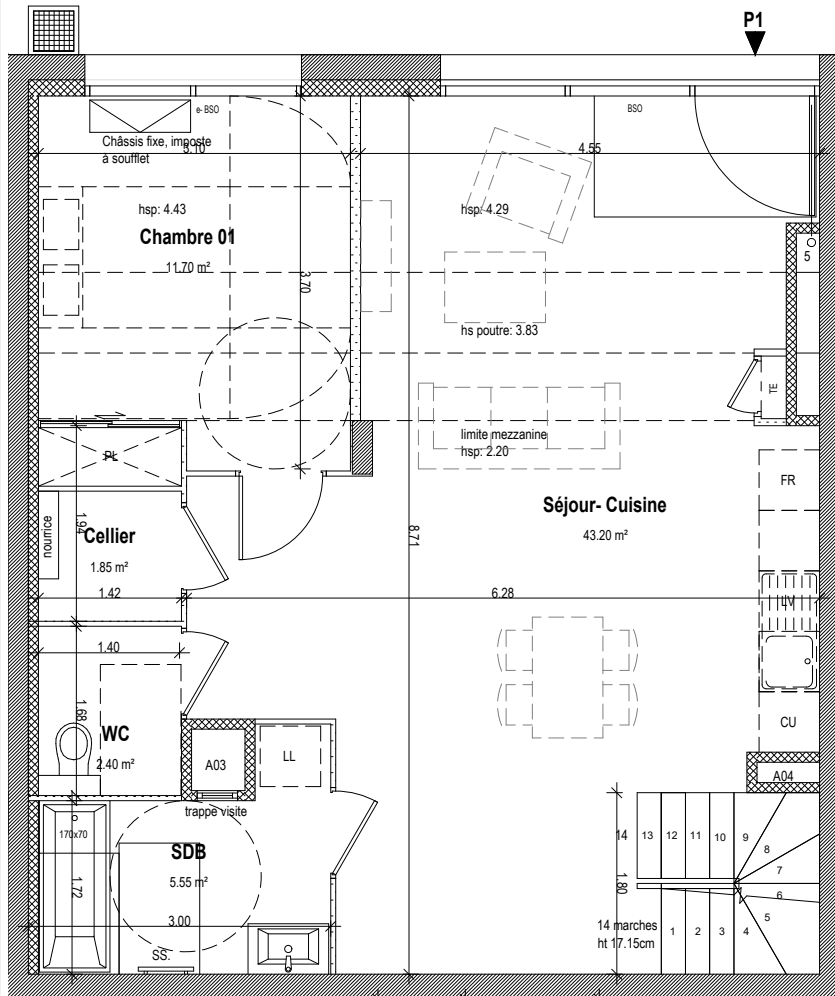 P1
e- BSO
BSO
Châssis fixe, imposte
à soufflet
3.10
4.55
hsp: 4.43
hsp: 4.29
Chambre 01
11.70 m²
5
3.70
hs poutre: 3.83
TE
limite mezzanine
hsp: 2.20
PL
FR
Séjour- Cuisine
43.20 m²
nourrice
1.94
Cellier
8.71
1.85 m²
1.42
6.28
LV
1.40
1.68
WC
2.40 m²
CU
A03
LL
A04
trappe visite
170x70
14
13
12
11
10
9
8
7
6
5
4
3
2
1
SDB
5.55 m²
1.72
1.80
3.00
14 marches
ht 17.15cm
SS.